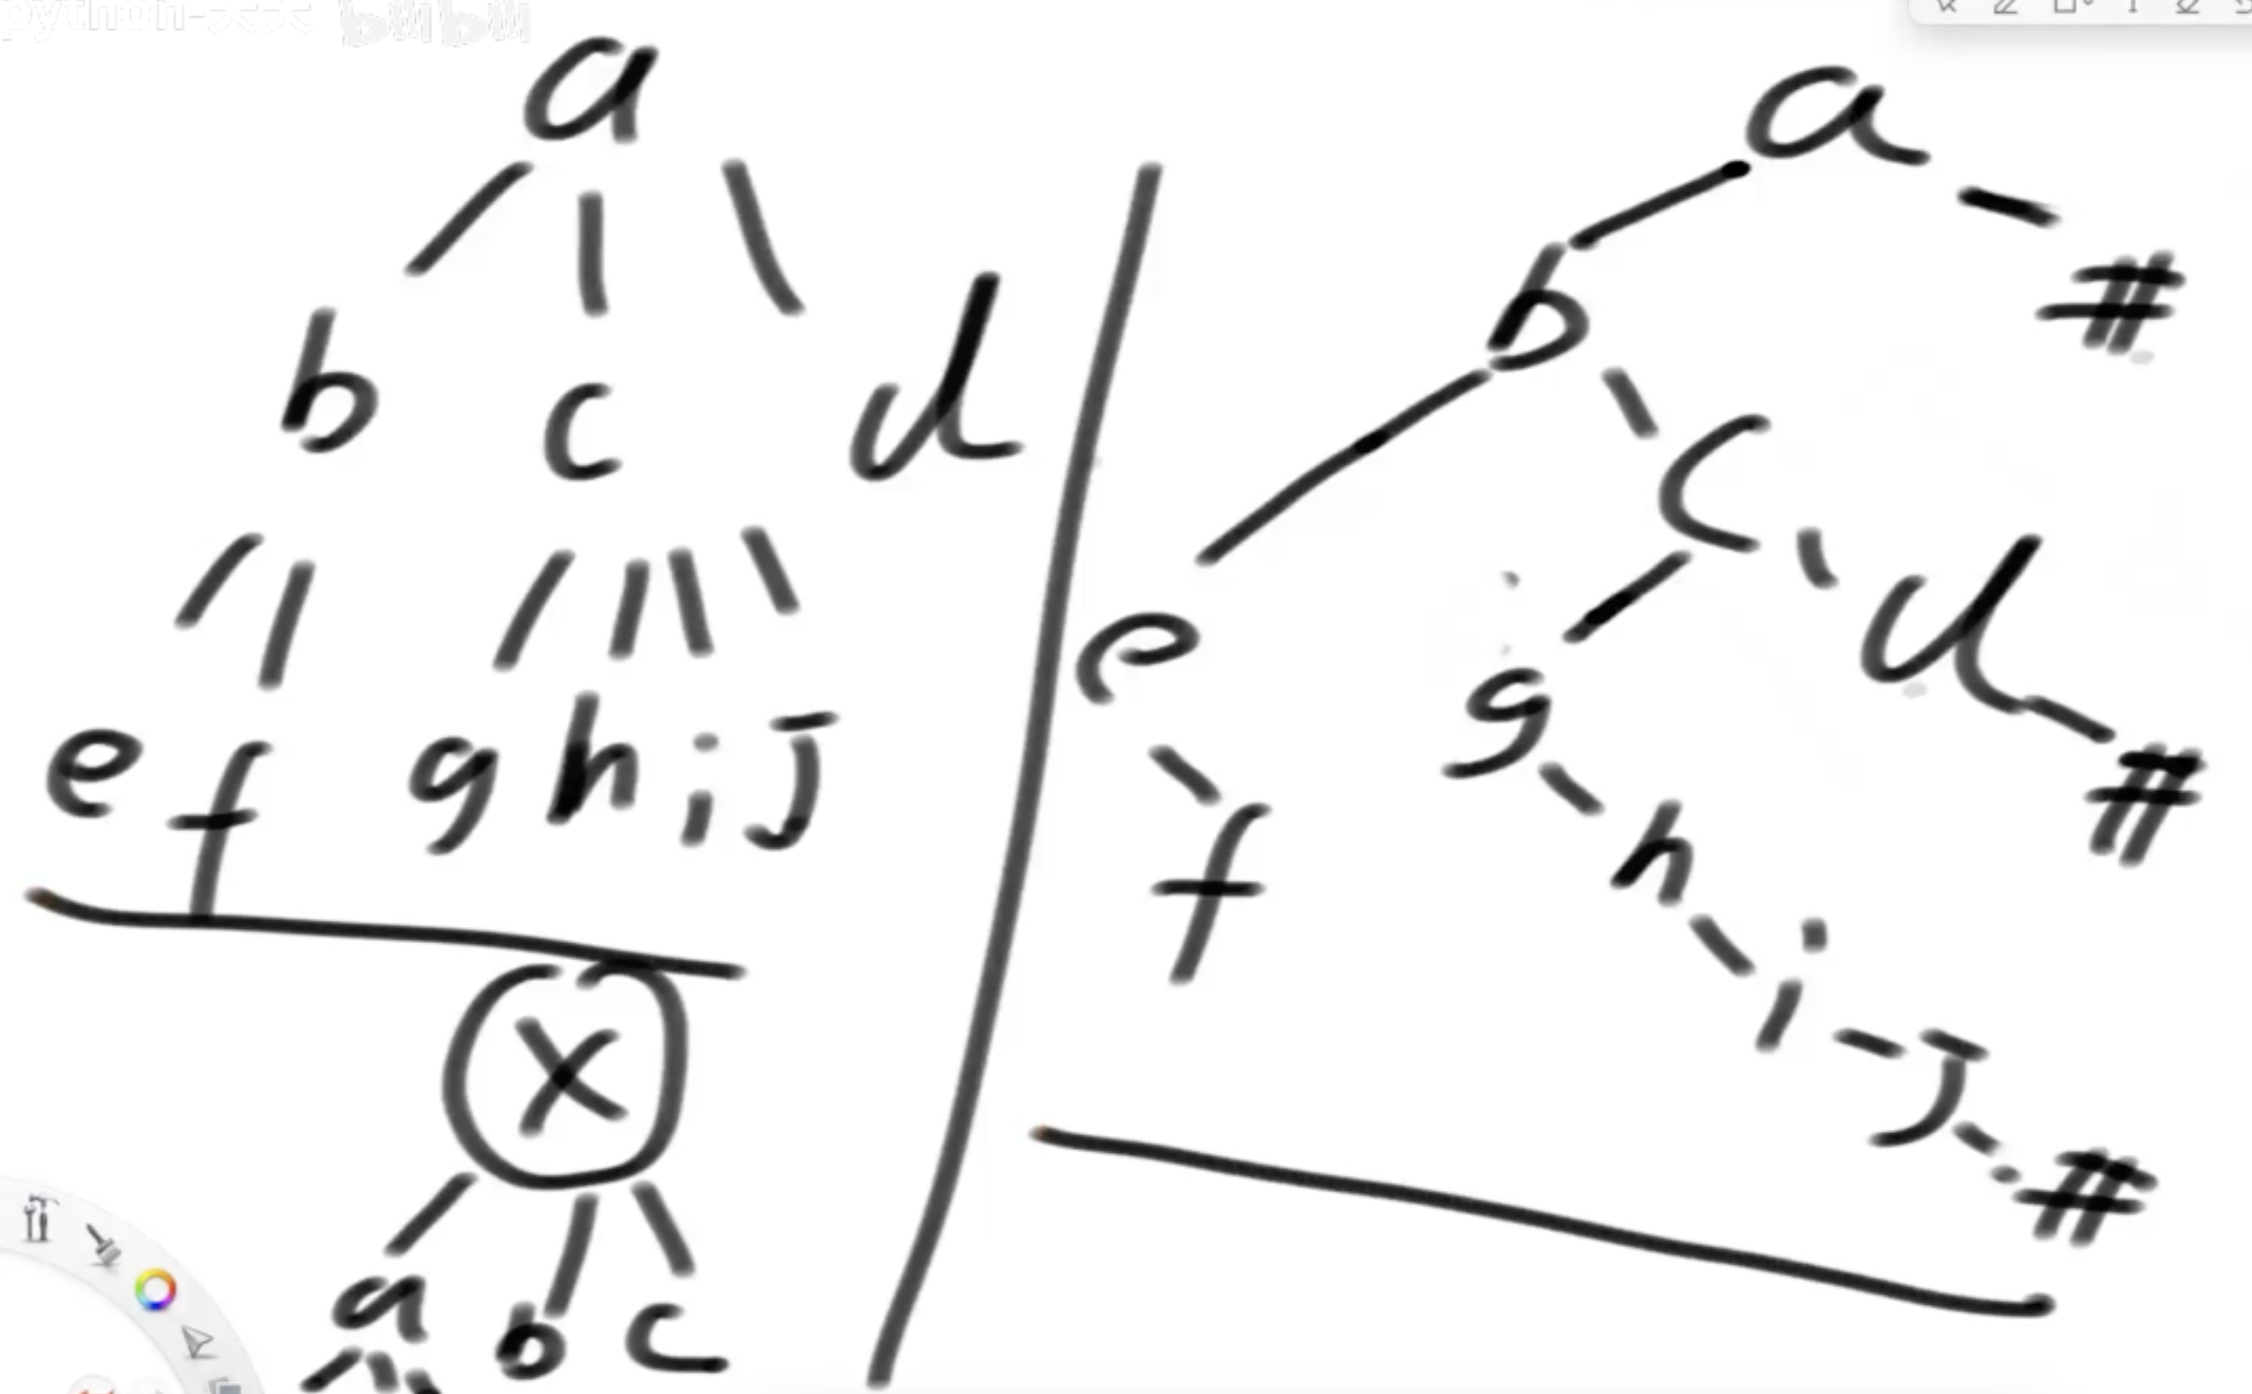 python-天天 bilibili
a
b c d
e f g h i j
x
a b c
a
#
b
c
d
e
g
#
f
h
i
j
#